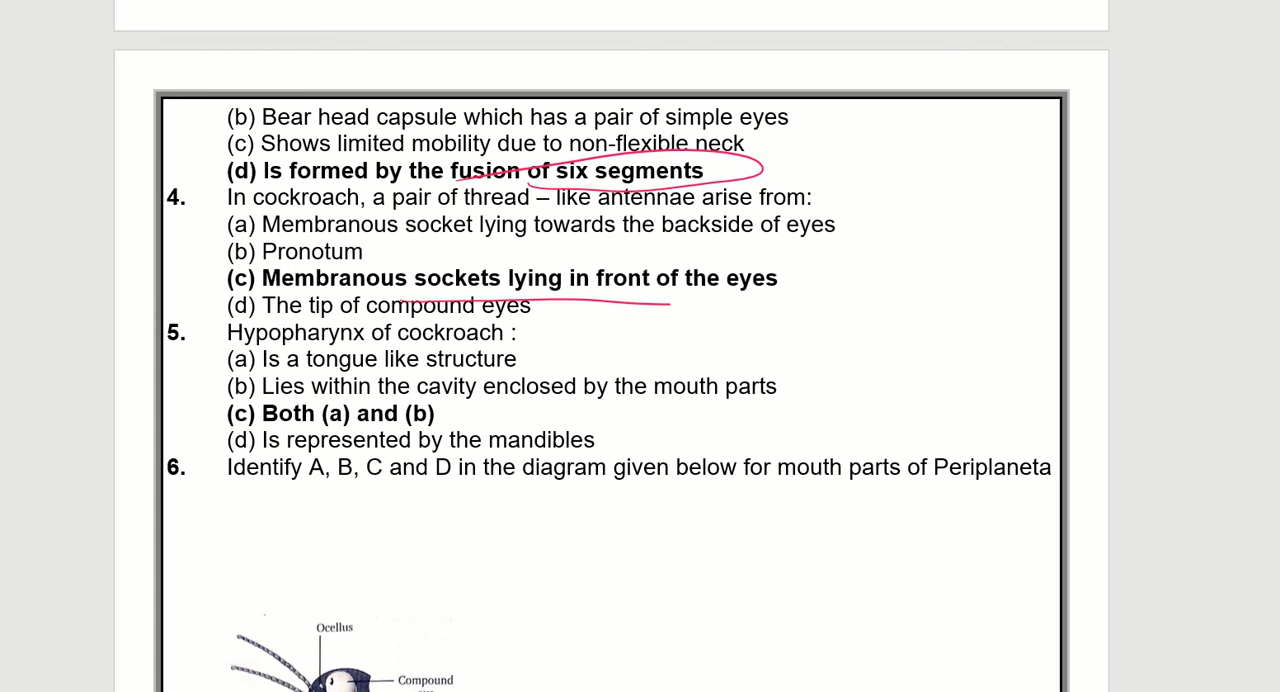 (b) Bear head capsule which has a pair of simple eyes
(c) Shows limited mobility due to non-flexible neck
(d) Is formed by the fusion of six segments
4. In cockroach, a pair of thread – like antennae arise from:
(a) Membranous socket lying towards the backside of eyes
(b) Pronotum
(c) Membranous sockets lying in front of the eyes
(d) The tip of compound eyes
5. Hypopharynx of cockroach :
(a) Is a tongue like structure
(b) Lies within the cavity enclosed by the mouth parts
(c) Both (a) and (b)
(d) Is represented by the mandibles
6. Identify A, B, C and D in the diagram given below for mouth parts of Periplaneta
Ocellus
Compound